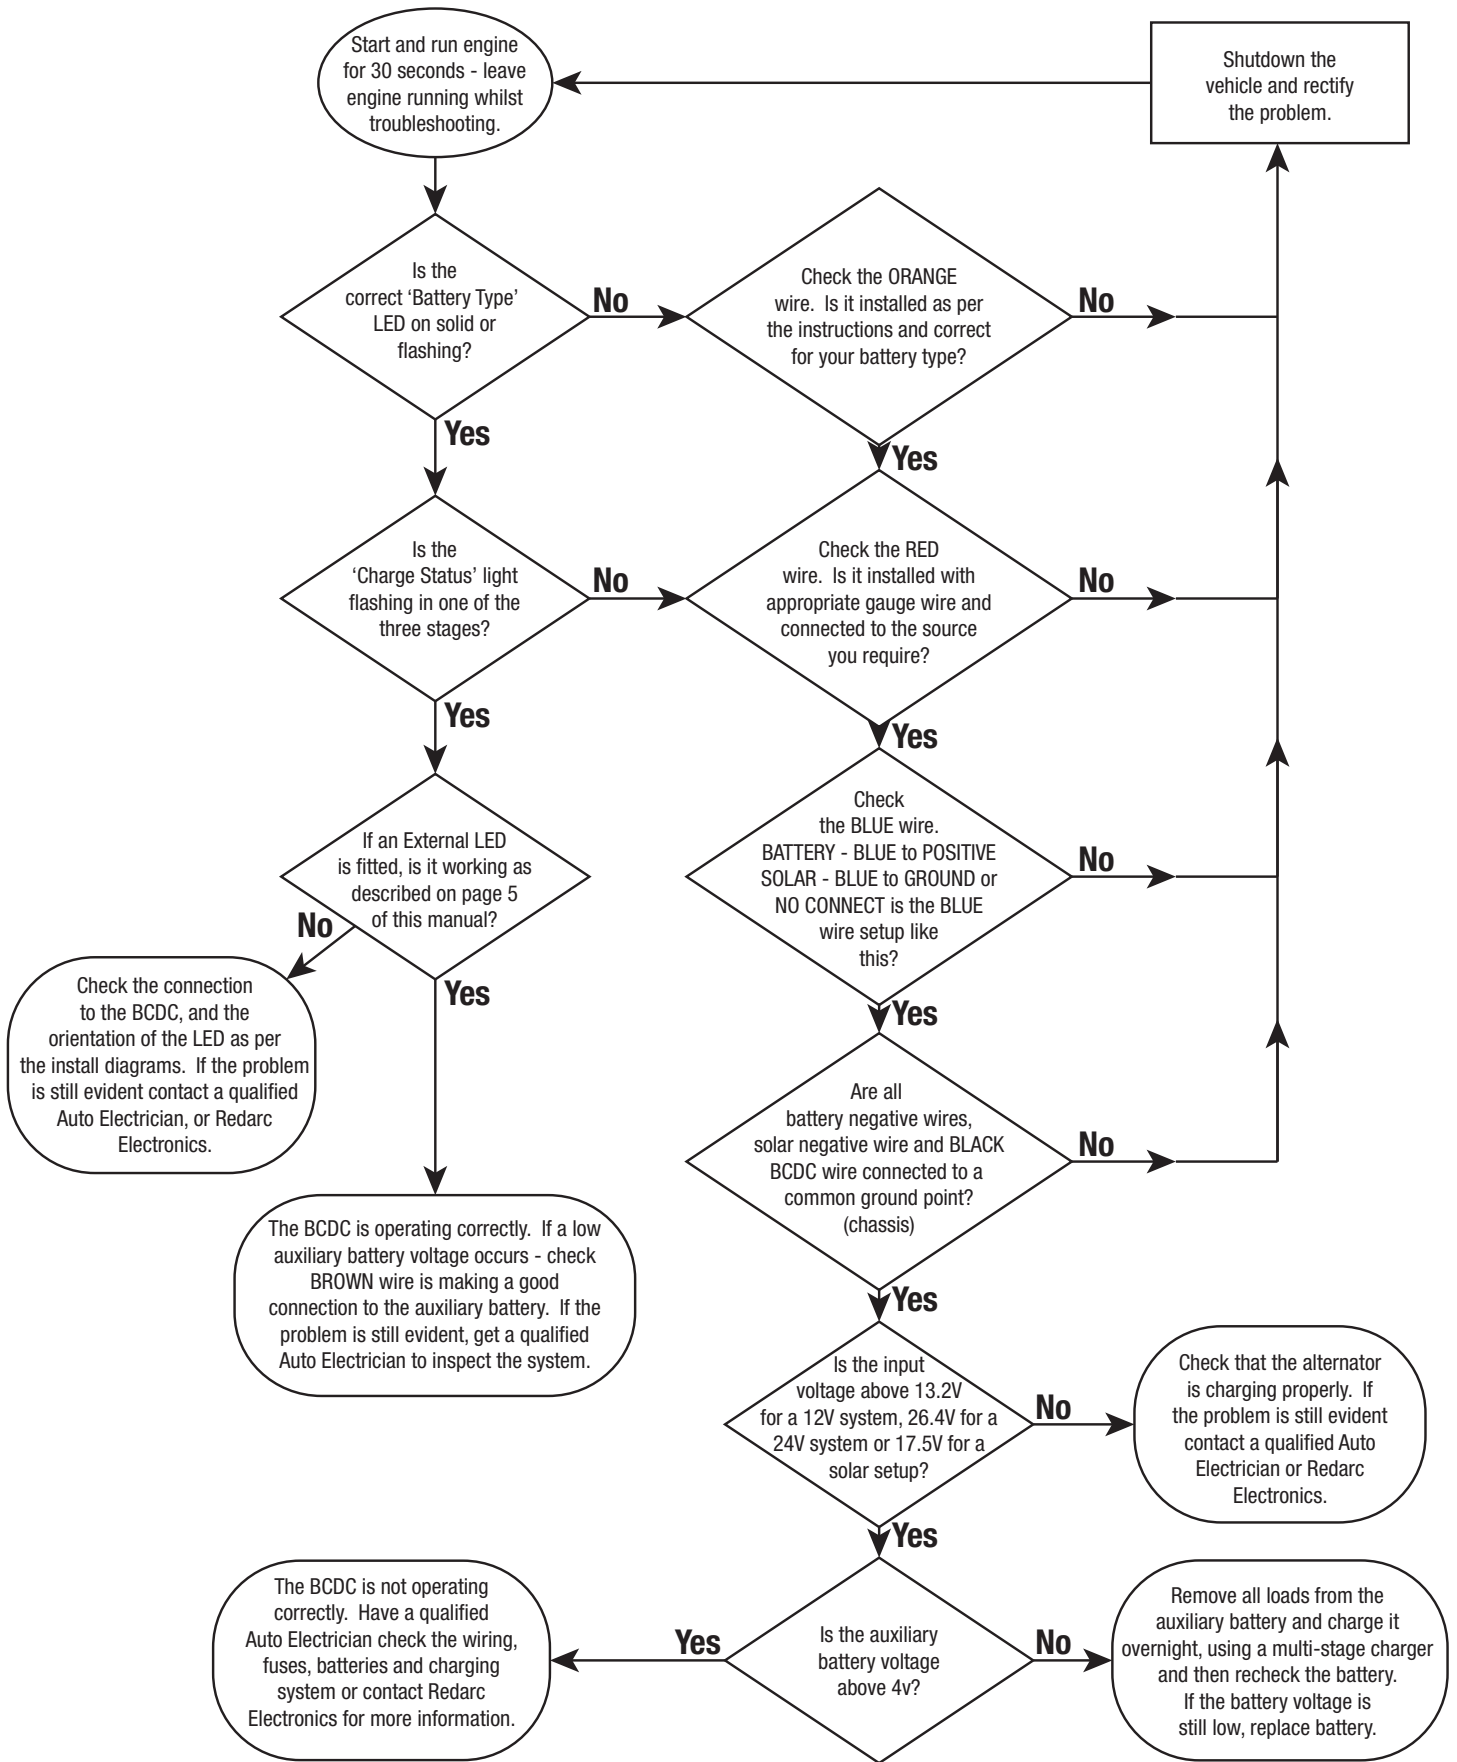 Start and run engine
for 30 seconds - leave
engine running whilst
troubleshooting.
Shutdown the
vehicle and rectify
the problem.
Is the
correct ‘Battery Type’
LED on solid or
flashing?
No
Check the ORANGE
wire.  Is it installed as per
the instructions and correct
for your battery type?
No
Yes
Yes
Is the
‘Charge Status’ light
flashing in one of the
three stages?
No
Check the RED
wire.  Is it installed with
appropriate gauge wire and
connected to the source
you require?
No
Yes
Yes
If an External LED
is fitted, is it working as
described on page 5
of this manual?
No
Yes
Check
the BLUE wire.
BATTERY - BLUE to POSITIVE
SOLAR - BLUE to GROUND or
NO CONNECT is the BLUE
wire setup like
this?
No
Yes
Check the connection
to the BCDC, and the
orientation of the LED as per
the install diagrams.  If the problem
is still evident contact a qualified
Auto Electrician, or Redarc
Electronics.
Are all
battery negative wires,
solar negative wire and BLACK
BCDC wire connected to a
common ground point?
(chassis)
No
Yes
The BCDC is operating correctly.  If a low
auxiliary battery voltage occurs - check
BROWN wire is making a good
connection to the auxiliary battery.  If the
problem is still evident, get a qualified
Auto Electrician to inspect the system.
Is the input
voltage above 13.2V
for a 12V system, 26.4V for a
24V system or 17.5V for a
solar setup?
No
Yes
Check that the alternator
is charging properly.  If
the problem is still evident
contact a qualified Auto
Electrician or Redarc
Electronics.
The BCDC is not operating
correctly.  Have a qualified
Auto Electrician check the wiring,
fuses, batteries and charging
system or contact Redarc
Electronics for more information.
Yes
Is the auxiliary
battery voltage
above 4v?
No
Remove all loads from the
auxiliary battery and charge it
overnight, using a multi-stage charger
and then recheck the battery.
If the battery voltage is
still low, replace battery.